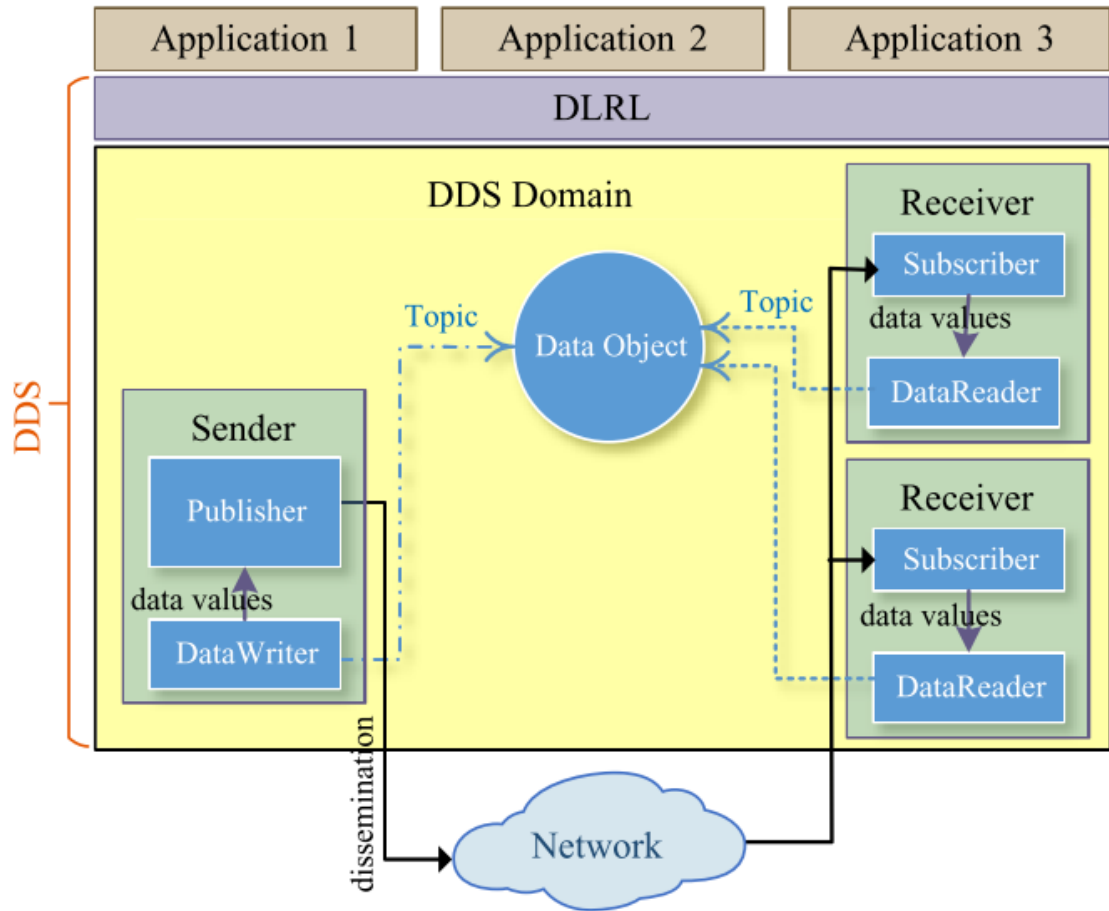 Application 1
Application 2
Application 3
DLRL
DDS
DDS Domain
Topic
Data Object
Topic
Receiver
Subscriber
data values
DataReader
Sender
Publisher
data values
DataWriter
Receiver
Subscriber
data values
DataReader
dissemination
Network